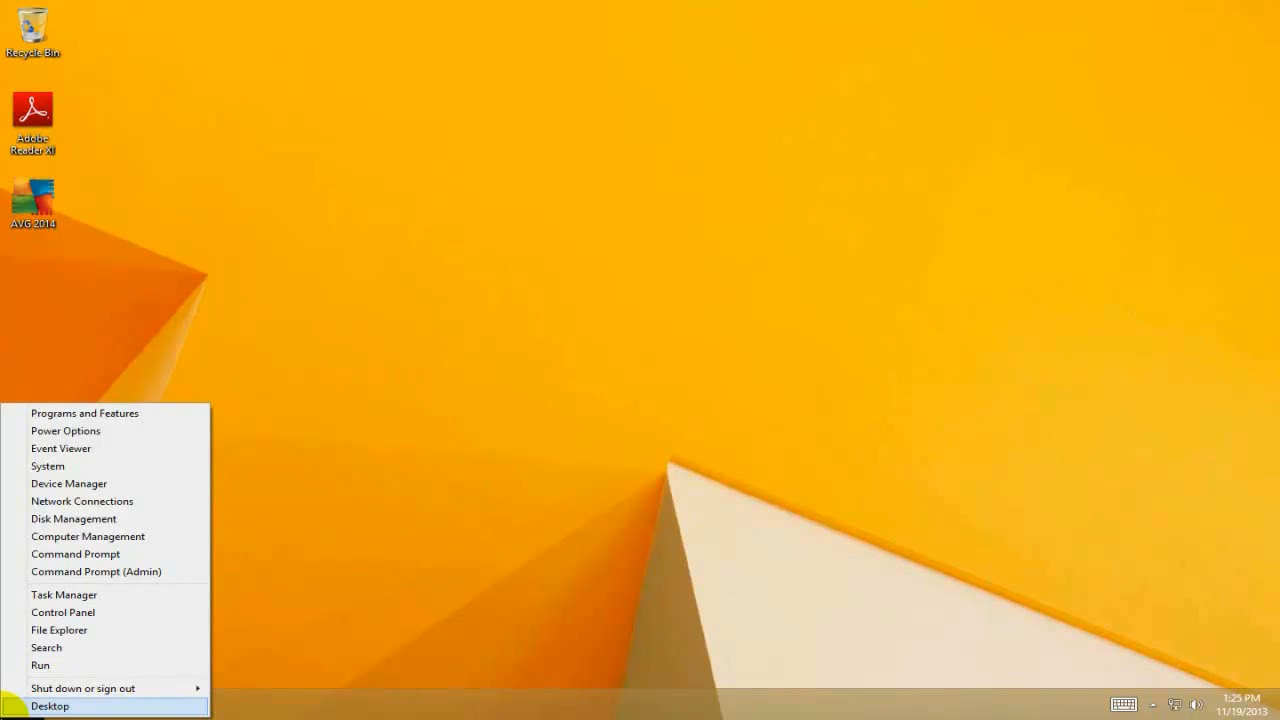 Recycle Bin
Adobe
Reader XI
AVG 2014
Programs and Features
Power Options
Event Viewer
System
Device Manager
Network Connections
Disk Management
Computer Management
Command Prompt
Command Prompt (Admin)
Task Manager
Control Panel
File Explorer
Search
Run
Shut down or sign out
Desktop
1:25 PM
11/19/2013